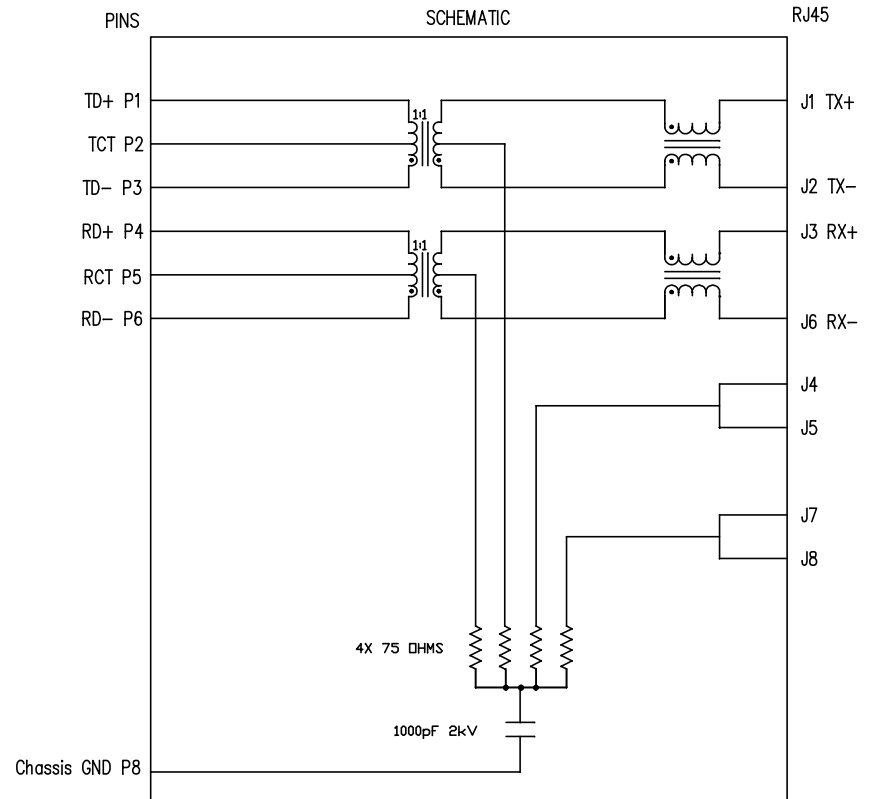 PINS
SCHEMATIC
RJ45
TD+ P1
1:1
J1 TX+
TCT P2
TD- P3
J2 TX-
RD+ P4
1:1
J3 RX+
RCT P5
RD- P6
J6 RX-
J4
J5
J7
J8
4X 75 OHMS
1000pF 2kV
Chassis GND P8